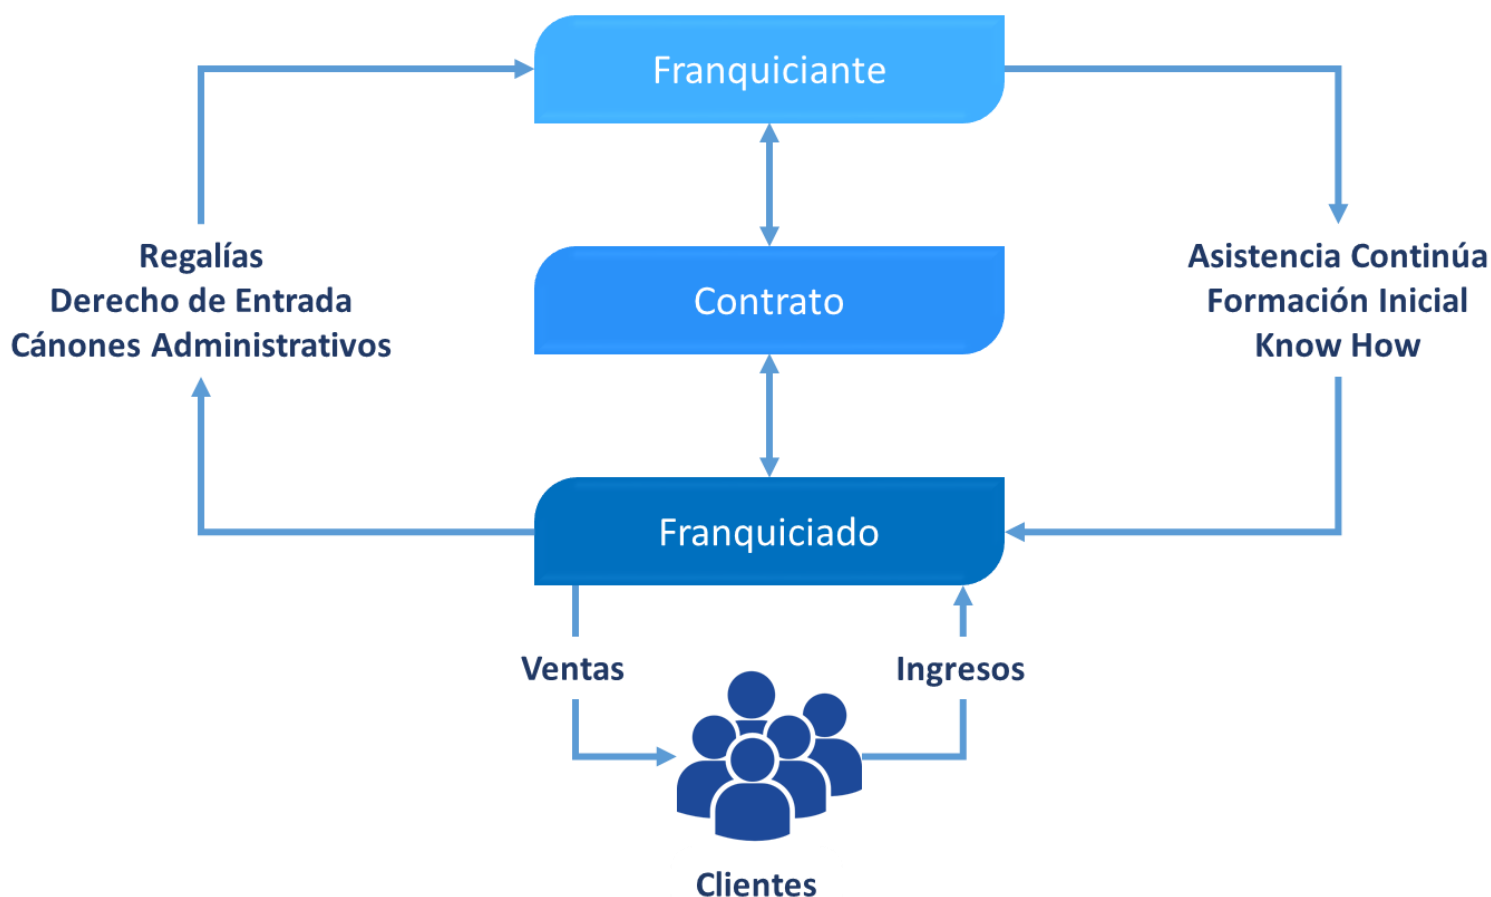 Franquiciante
Regalías
Derecho de Entrada
Cánones Administrativos
Contrato
Asistencia Continúa
Formación Inicial
Know How
Franquiciado
Ventas
Ingresos
Clientes